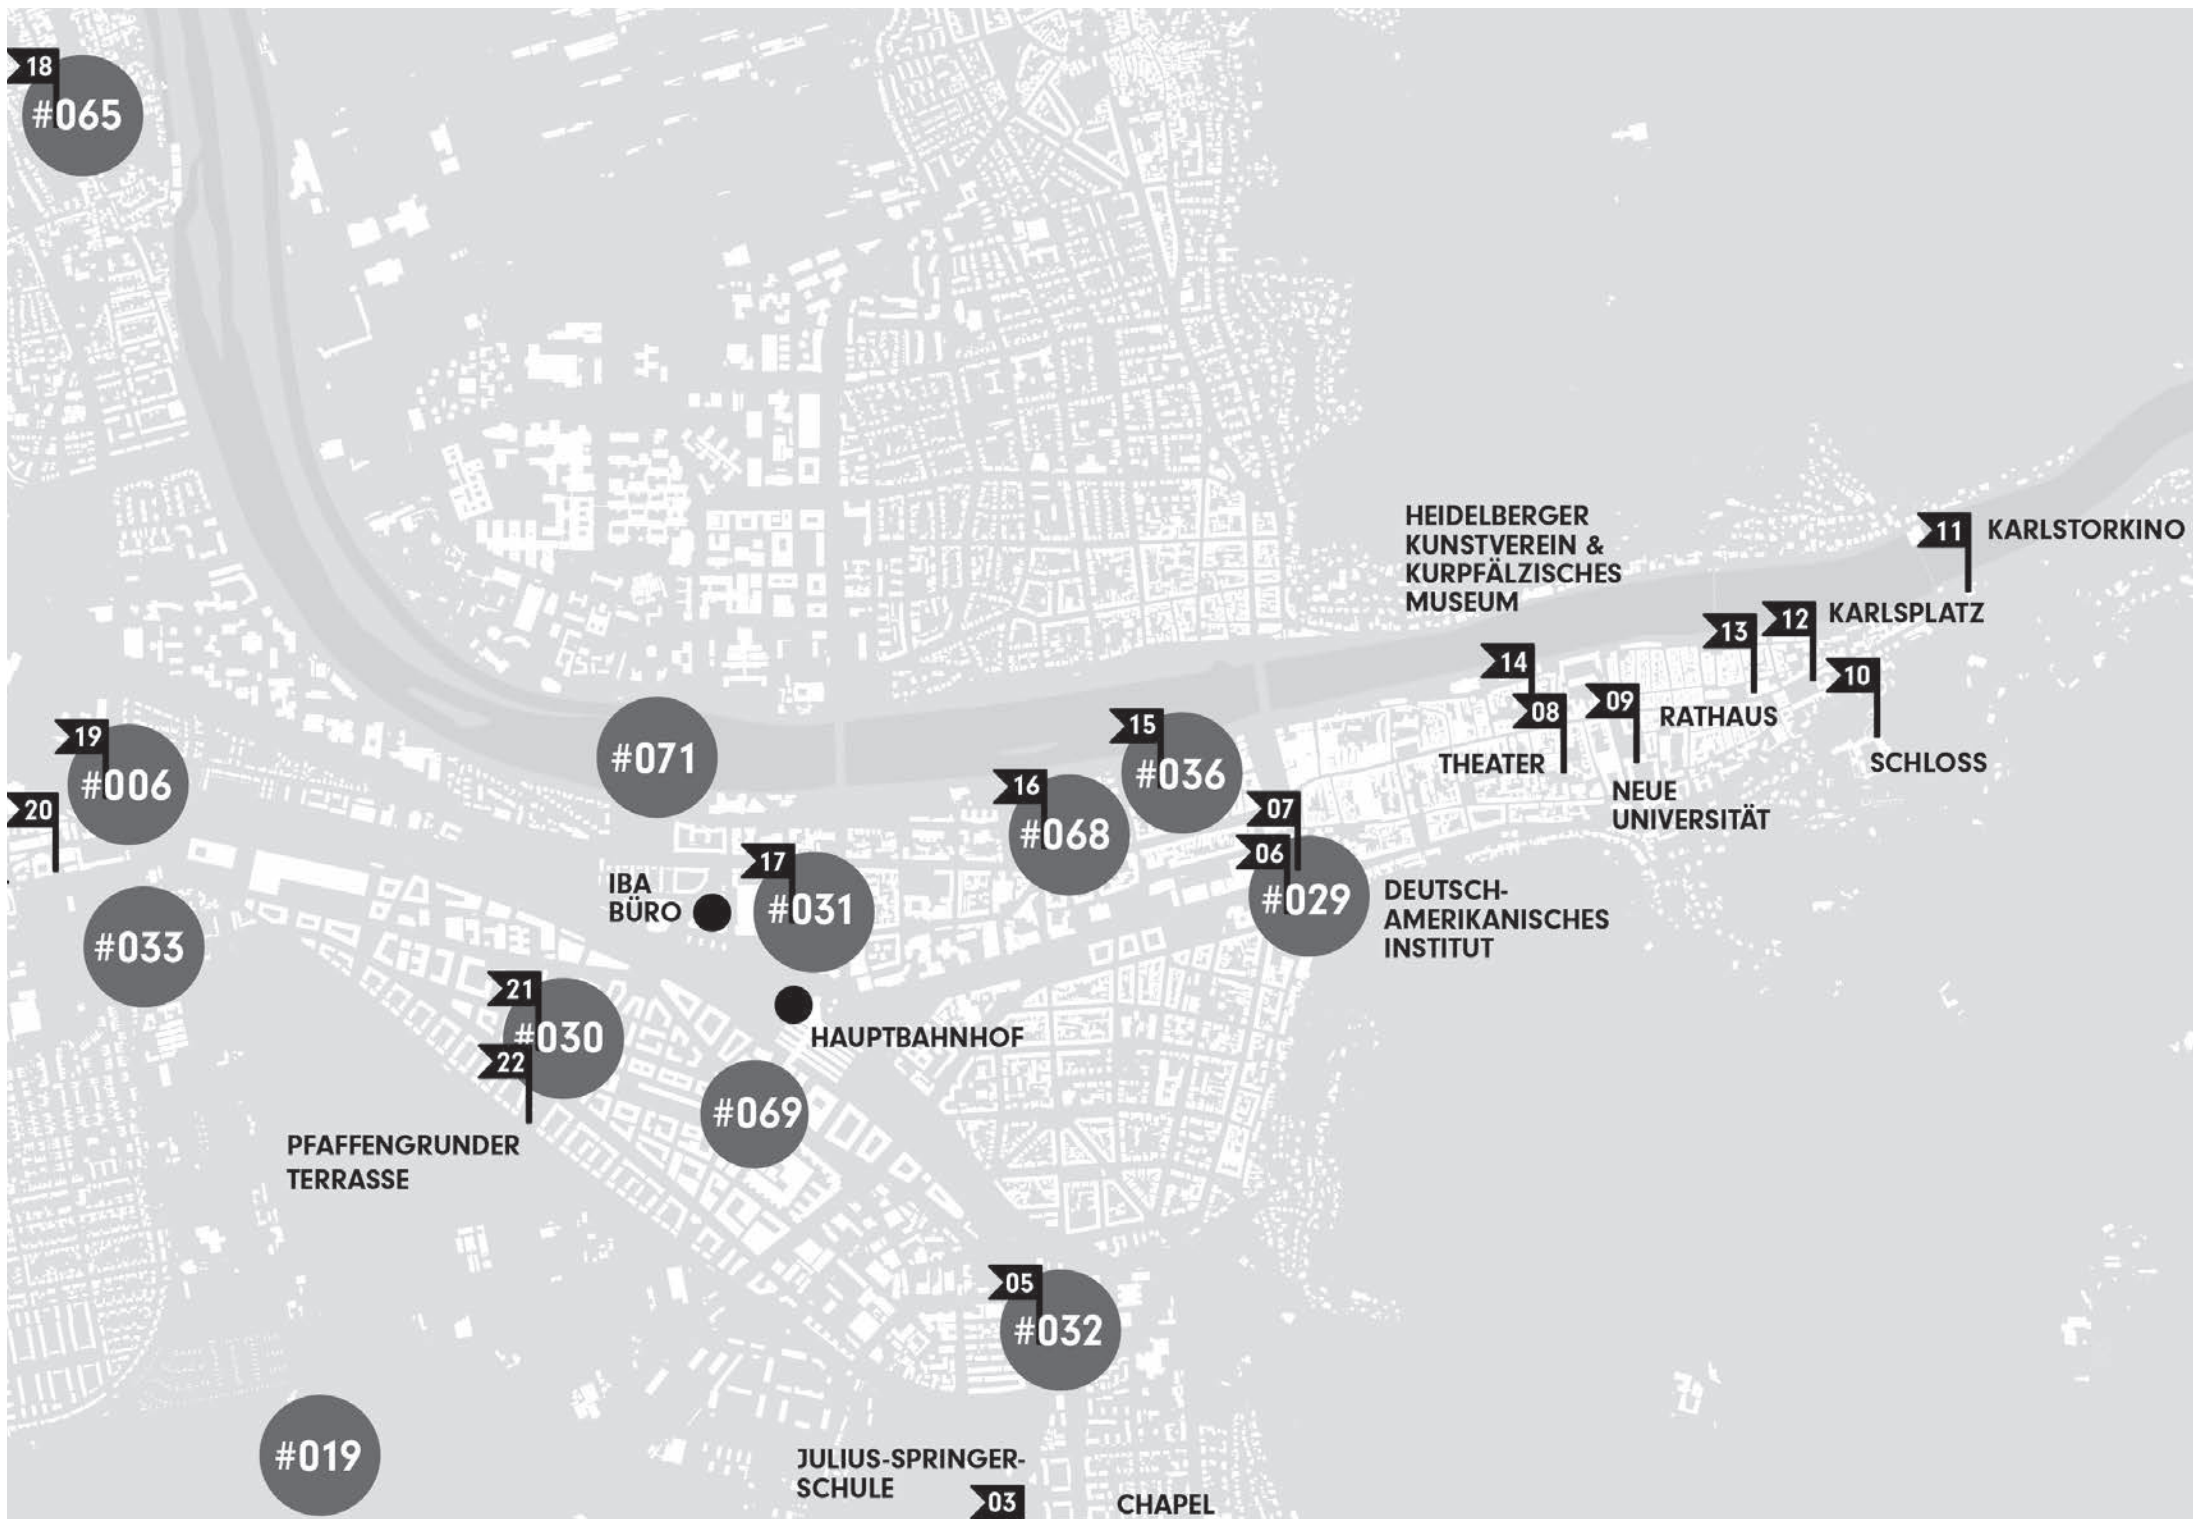 18
#065
HEIDELBERGER
KUNSTVEREIN &
KURPFÄLZISCHES
MUSEUM
11
KARLSTORKINO
12
KARLSPLATZ
13
14
10
09
08
RATHAUS
THEATER
SCHLOSS
NEUE
UNIVERSITÄT
19
#006
20
#071
15
#036
16
#068
07
06
#029
DEUTSCH-
AMERIKANISCHES
INSTITUT
17
#031
IBA
BÜRO
#033
21
#030
22
HAUPTBAHNHOF
#069
PFAFFENGRUNDER
TERRASSE
05
#032
#019
JULIUS-SPRINGER-
SCHULE
03
CHAPEL